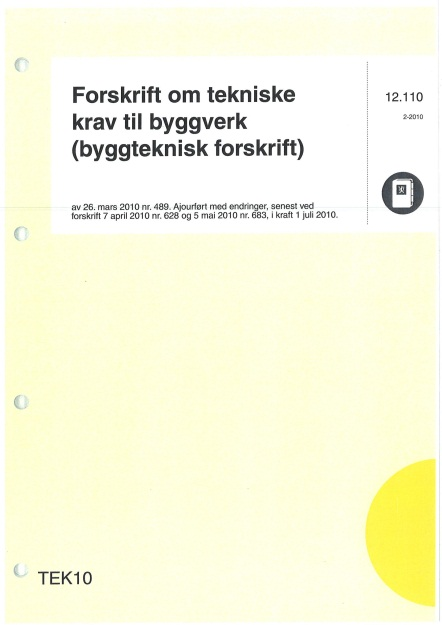 Forskrift om tekniske
krav til byggverk
(byggteknisk forskrift)
12.110
2-2010
av 26. mars 2010 nr. 489. Ajourført med endringer, senest ved
forskrift 7 april 2010 nr. 628 og 5 mai 2010 nr. 683, i kraft 1 juli 2010.
TEK10